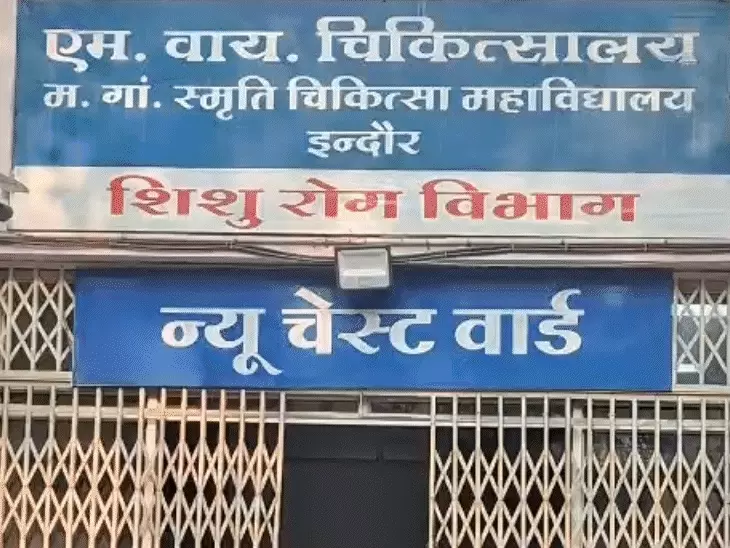 एम. वाय. चिकित्सालय
म. गां. स्मृति चिकित्सा महाविद्यालय
इन्दौर
शिशु रोग विभाग
न्यू चेस्ट वार्ड